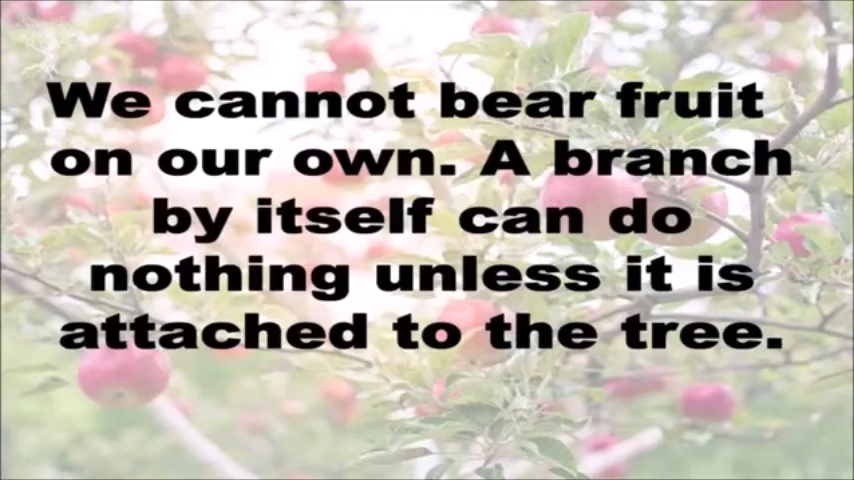 We cannot bear fruit
on our own. A branch
by itself can do
nothing unless it is
attached to the tree.